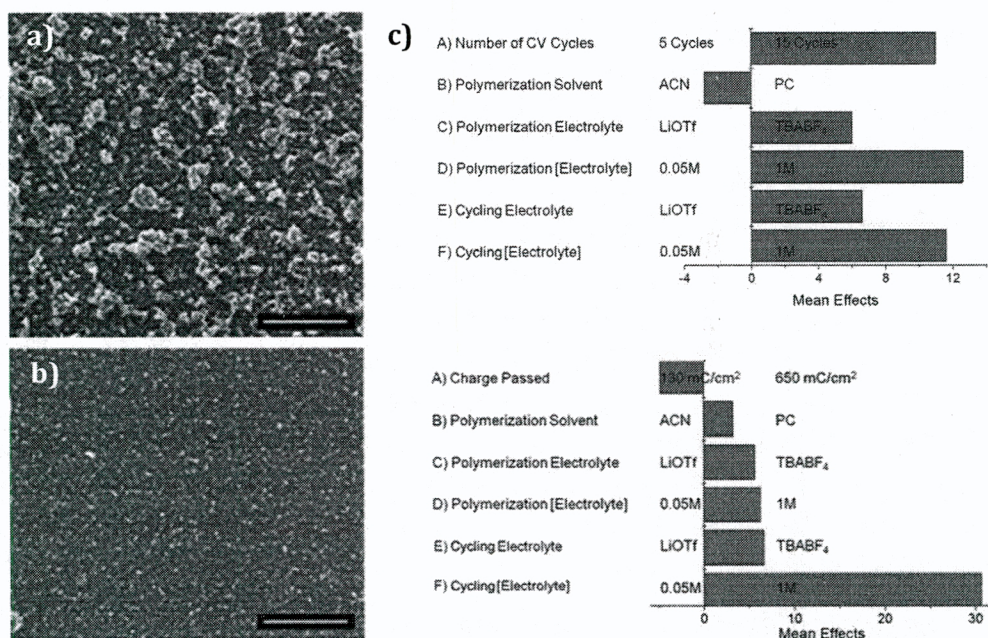 a)
b)
c)
A) Number of CV Cycles 5 Cycles 15 Cycles
B) Polymerization Solvent ACN PC
C) Polymerization Electrolyte LiOTf TBABF₄
D) Polymerization [Electrolyte] 0.05M 1M
E) Cycling Electrolyte LiOTf TBABF₄
F) Cycling [Electrolyte] 0.05M 1M
-4 0 4 8 12
Mean Effects
A) Charge Passed 130 mC/cm² 650 mC/cm²
B) Polymerization Solvent ACN PC
C) Polymerization Electrolyte LiOTf TBABF₄
D) Polymerization [Electrolyte] 0.05M 1M
E) Cycling Electrolyte LiOTf TBABF₄
F) Cycling [Electrolyte] 0.05M 1M
0 10 20 30
Mean Effects